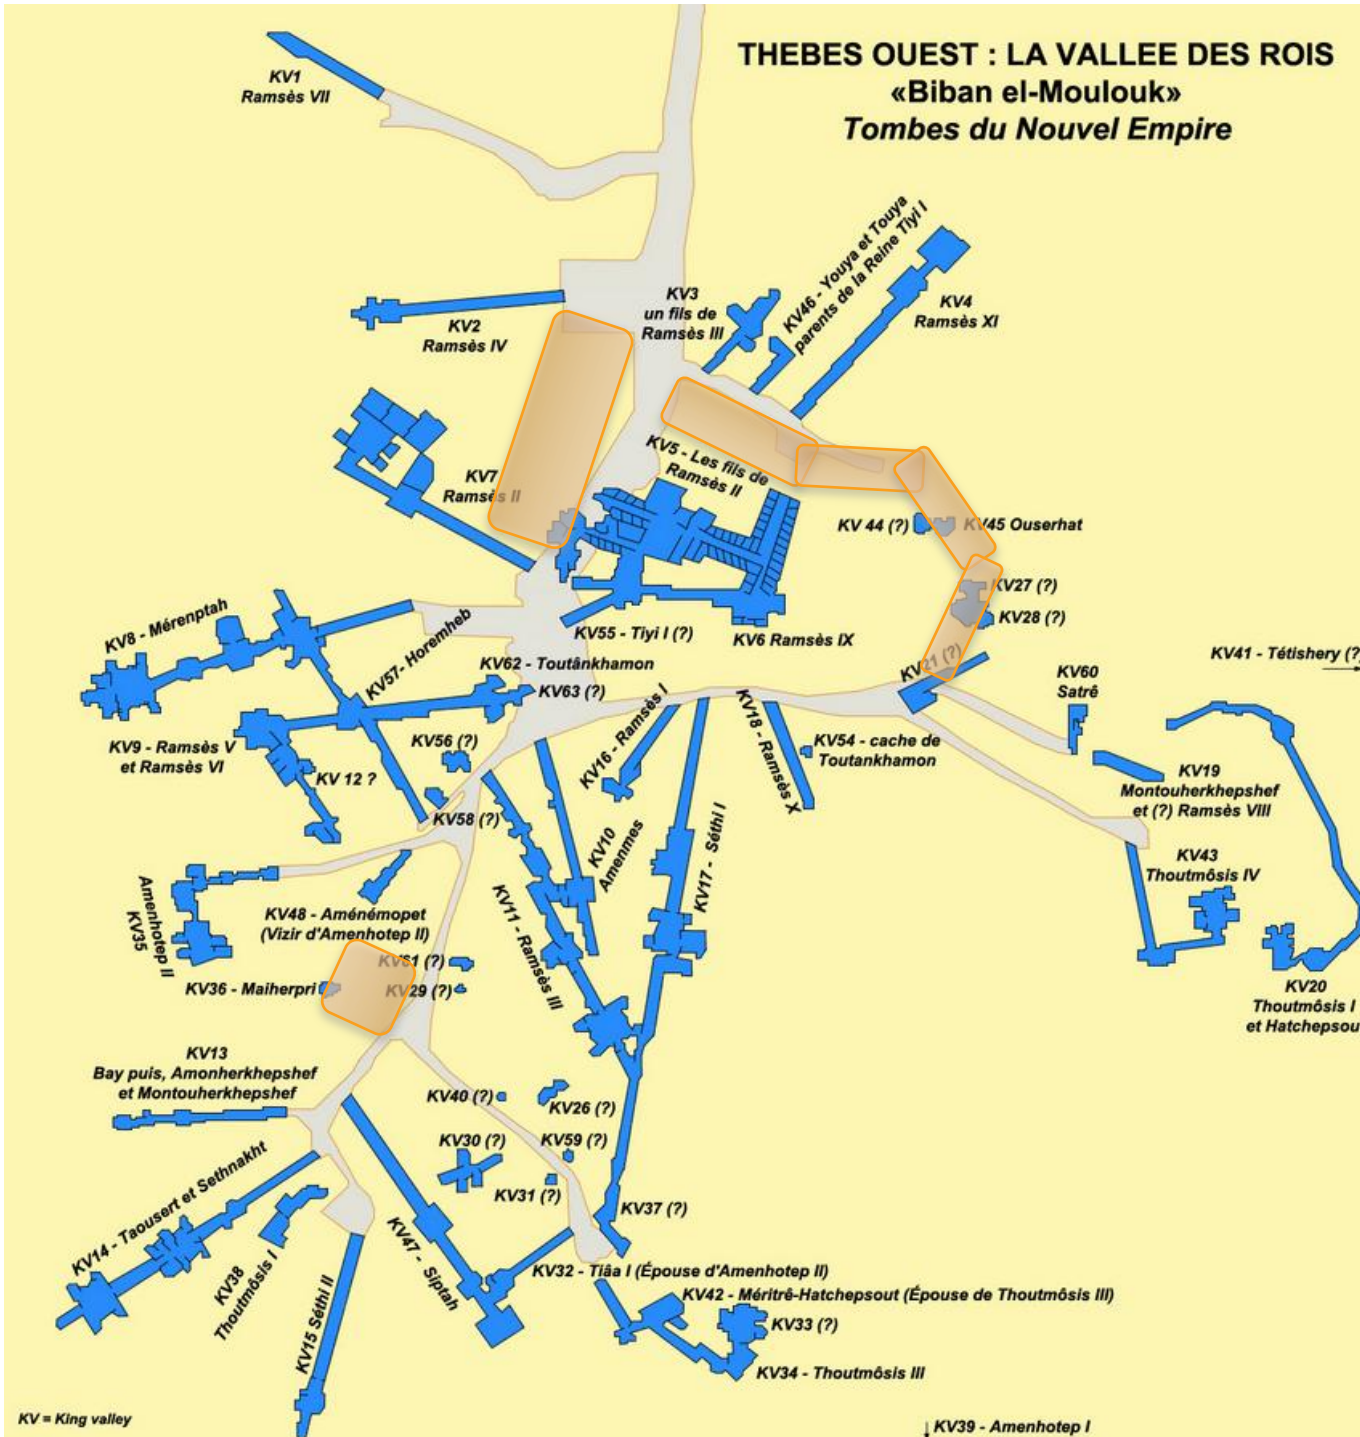 THEBES OUEST : LA VALLEE DES ROIS
«Biban el-Moulouk»
Tombes du Nouvel Empire
KV1
Ramsès VII
KV2
Ramsès IV
KV3
un fils de
Ramsès III
KV46 - Youya et Touya
parents de la Reine Tiyi I
KV4
Ramsès XI
KV5 - Les fils de
Ramsès II
KV7
Ramsès II
KV 44 (?)
KV45 Ouserhat
KV27 (?)
KV28 (?)
KV21 (?)
KV8 - Mérenptah
KV57- Horemheb
KV55 - Tiyi I (?)
KV6 Ramsès IX
KV41 - Tétishery (?)
KV62 - Toutânkhamon
KV63 (?)
KV60
Satrê
KV9 - Ramsès V
et Ramsès VI
KV56 (?)
KV 12 ?
KV58 (?)
KV16 - Ramsès I
KV18 - Ramsès X
KV54 - cache de
Toutankhamon
KV19
Montouherkhepshef
et (?) Ramsès VIII
KV10
Amenmes
KV17 - Séthi I
KV43
Thoutmôsis IV
Amenhotep II
KV35
KV48 - Aménémopet
(Vizir d'Amenhotep II)
KV11 - Ramsès III
KV61 (?)
KV36 - Maiherpri
KV29 (?)
KV20
Thoutmôsis I
et Hatchepsou
KV13
Bay puis, Amonherkhepshef
et Montouherkhepshef
KV40 (?)
KV26 (?)
KV30 (?)
KV59 (?)
KV31 (?)
KV37 (?)
KV14 - Taousert et Sethnakht
KV38
Thoutmôsis I
KV15 Séthi II
KV47 - Siptah
KV32 - Tiâa I (Épouse d'Amenhotep II)
KV42 - Méritrê-Hatchepsout (Épouse de Thoutmôsis III)
KV33 (?)
KV34 - Thoutmôsis III
KV = King valley
KV39 - Amenhotep I